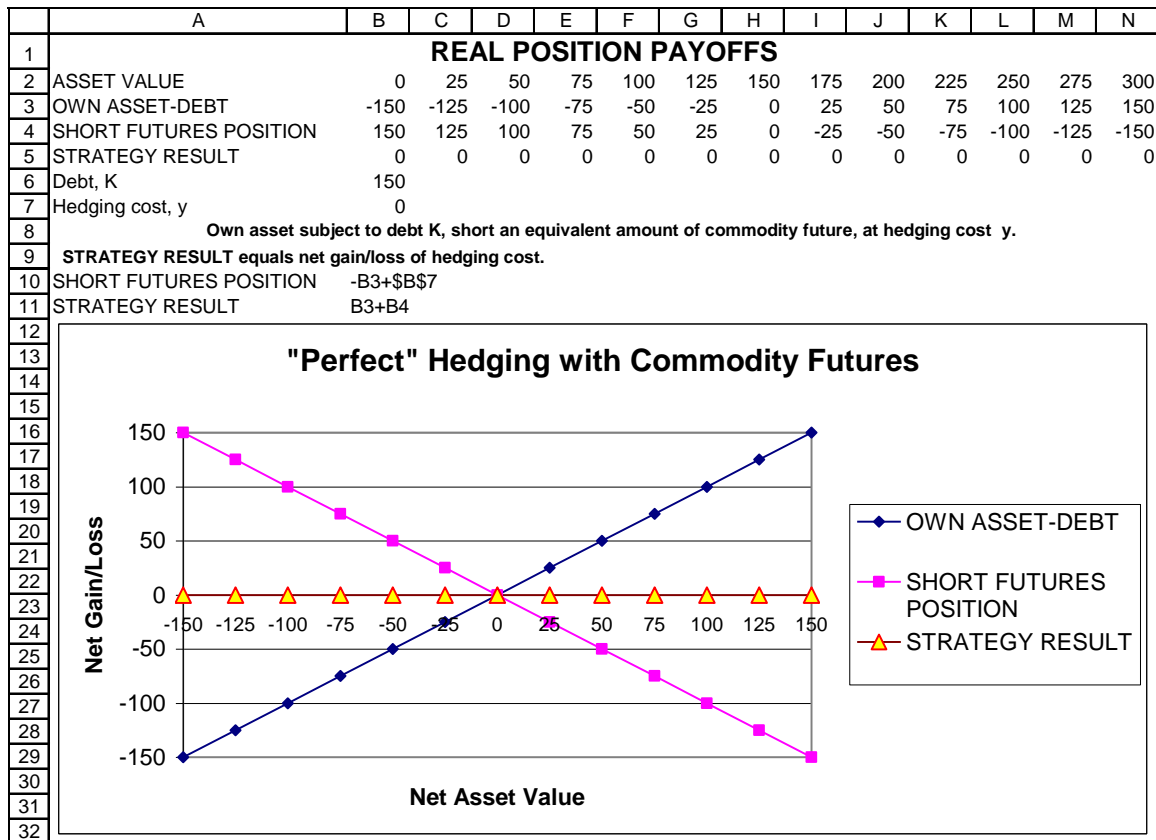 A B C D E F G H I J K L M N
1 REAL POSITION PAYOFFS
2 ASSET VALUE 0 25 50 75 100 125 150 175 200 225 250 275 300
3 OWN ASSET-DEBT -150 -125 -100 -75 -50 -25 0 25 50 75 100 125 150
4 SHORT FUTURES POSITION 150 125 100 75 50 25 0 -25 -50 -75 -100 -125 -150
5 STRATEGY RESULT 0 0 0 0 0 0 0 0 0 0 0 0 0
6 Debt, K 150
7 Hedging cost, y 0
8 Own asset subject to debt K, short an equivalent amount of commodity future, at hedging cost y.
9 STRATEGY RESULT equals net gain/loss of hedging cost.
10 SHORT FUTURES POSITION -B3+$B$7
11 STRATEGY RESULT B3+B4
12
13
14
15
16
17
18
19
20
21
22
23
24
25
26
27
28
29
30
31
32
"Perfect" Hedging with Commodity Futures
Net Gain/Loss
150
100
50
0
-50
-100
-150
-150 -125 -100 -75 -50 -25 0 25 50 75 100 125 150
Net Asset Value
OWN ASSET-DEBT
SHORT FUTURES
POSITION
STRATEGY RESULT